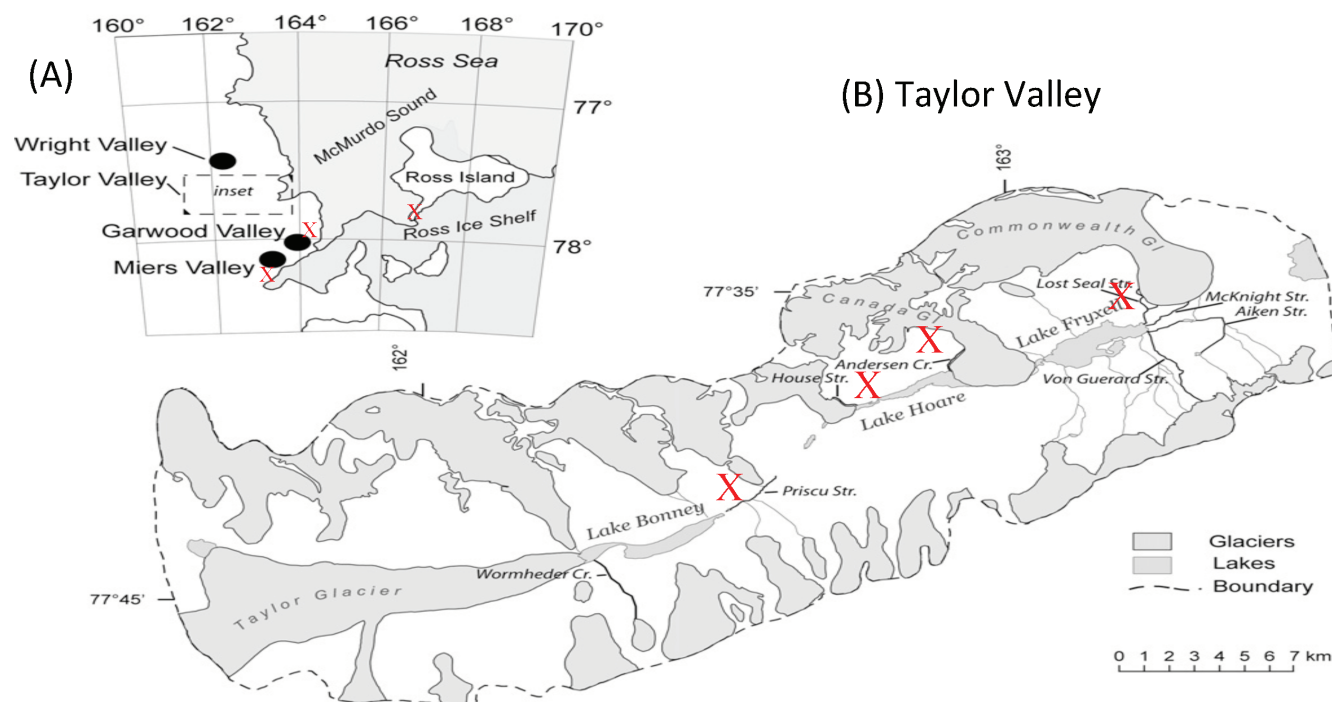 160° 162° 164° 166° 168° 170°
(A)
Ross Sea
77°
McMurdo Sound
Wright Valley
Taylor Valley
inset
Ross Island
X
Ross Ice Shelf
Garwood Valley
X
78°
Miers Valley
X
(B) Taylor Valley
163°
Commonwealth Gl
77°35'
Lost Seal Str.
X
McKnight Str.
Aiken Str.
Canada Gl
Lake Fryxell
X
Andersen Cr.
House Str.
X
Von Guerard Str.
Lake Hoare
162°
X
Priscu Str.
Lake Bonney
Wormheder Cr.
Taylor Glacier
77°45'
Glaciers
Lakes
Boundary
0 1 2 3 4 5 6 7 km